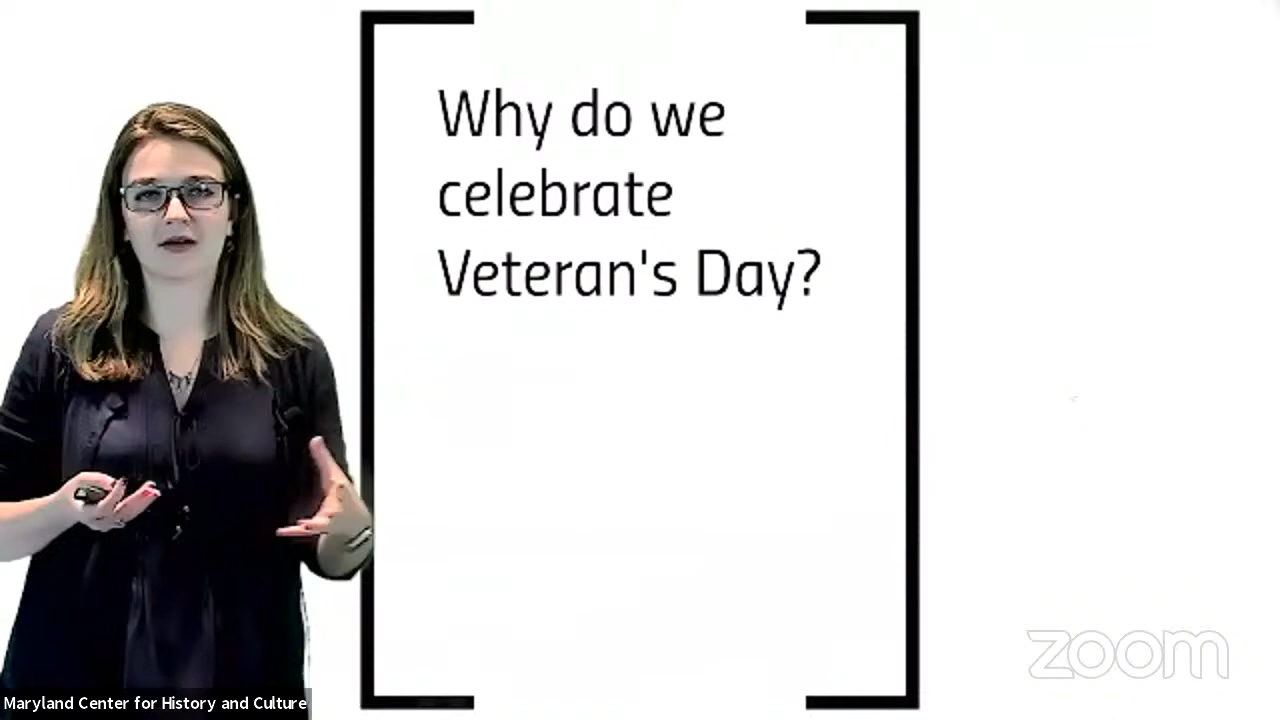 Why do we
celebrate
Veteran's Day?
zoom
Maryland Center for History and Culture